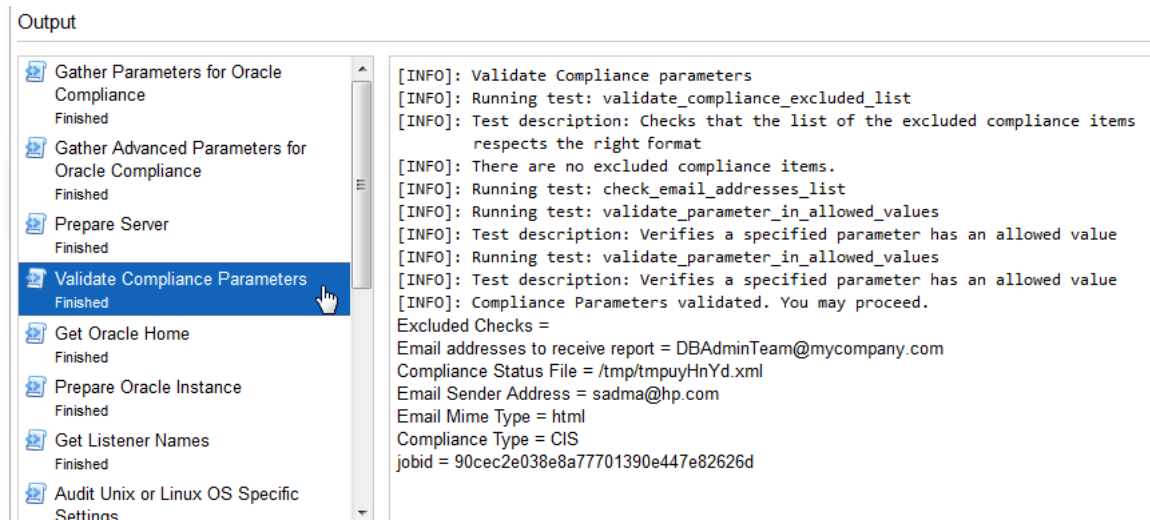 Output
Gather Parameters for Oracle
Compliance
Finished
Gather Advanced Parameters for
Oracle Compliance
Finished
Prepare Server
Finished
Validate Compliance Parameters
Finished
Get Oracle Home
Finished
Prepare Oracle Instance
Finished
Get Listener Names
Finished
Audit Unix or Linux OS Specific
Settings
[INFO]: Validate Compliance parameters
[INFO]: Running test: validate_compliance_excluded_list
[INFO]: Test description: Checks that the list of the excluded compliance items
respects the right format
[INFO]: There are no excluded compliance items.
[INFO]: Running test: check_email_addresses_list
[INFO]: Running test: validate_parameter_in_allowed_values
[INFO]: Test description: Verifies a specified parameter has an allowed value
[INFO]: Running test: validate_parameter_in_allowed_values
[INFO]: Test description: Verifies a specified parameter has an allowed value
[INFO]: Compliance Parameters validated. You may proceed.
Excluded Checks =
Email addresses to receive report = DBAdminTeam@mycompany.com
Compliance Status File = /tmp/tmpuyHnYd.xml
Email Sender Address = sadma@hp.com
Email Mime Type = html
Compliance Type = CIS
jobid = 90cec2e038e8a77701390e447e82626d